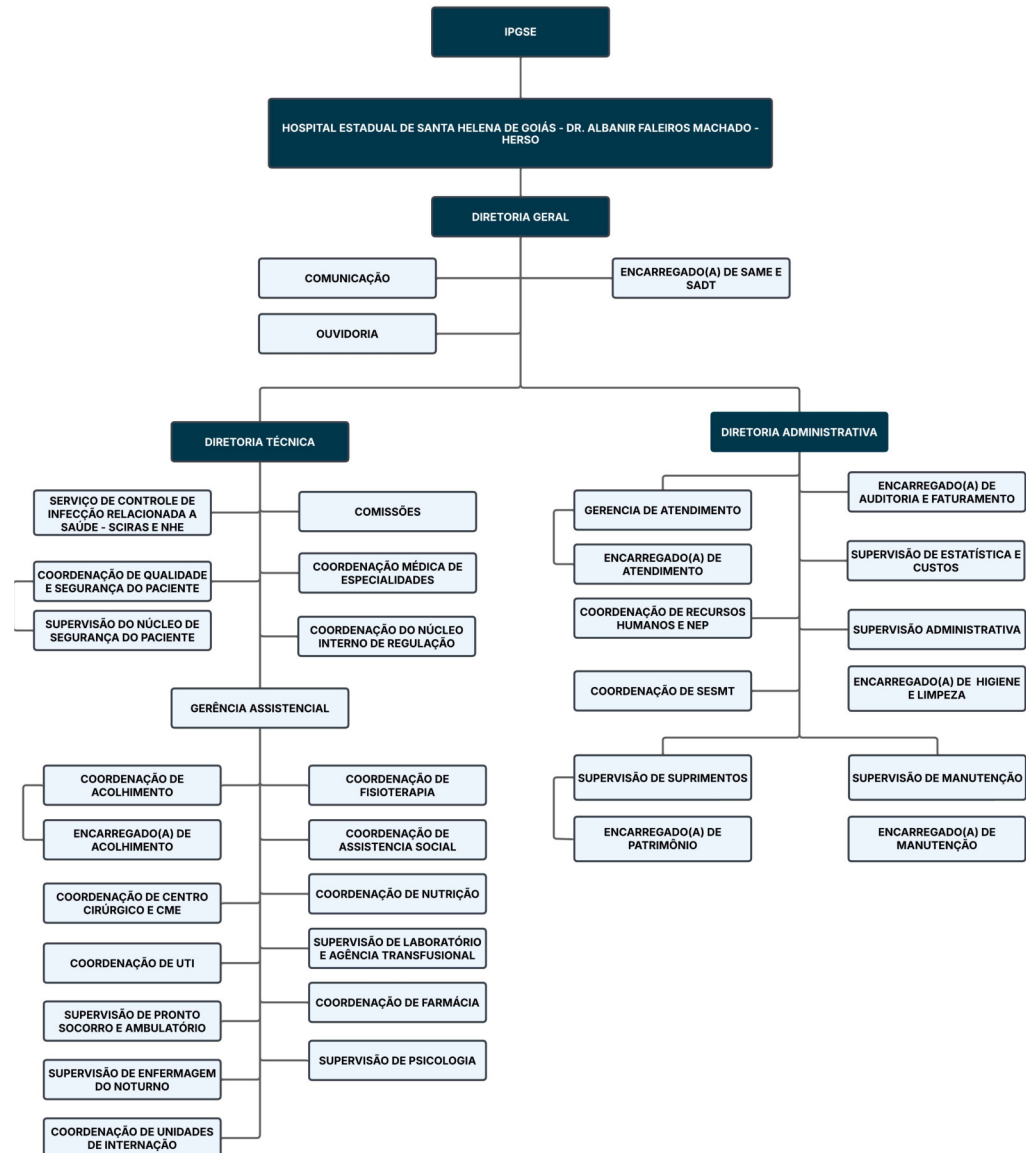 IPGSE
HOSPITAL ESTADUAL DE SANTA HELENA DE GOIÁS - DR. ALBANIR FALEIROS MACHADO -
HERSO
DIRETORIA GERAL
COMUNICAÇÃO
ENCARREGADO(A) DE SAME E
SADT
OUVIDORIA
DIRETORIA TÉCNICA
SERVIÇO DE CONTROLE DE
INFECÇÃO RELACIONADA A
SAÚDE - SCIRAS E NHE
COMISSÕES
COORDENAÇÃO DE QUALIDADE
E SEGURANÇA DO PACIENTE
COORDENAÇÃO MÉDICA DE
ESPECIALIDADES
SUPERVISÃO DO NÚCLEO DE
SEGURANÇA DO PACIENTE
COORDENAÇÃO DO NÚCLEO
INTERNO DE REGULAÇÃO
GERÊNCIA ASSISTENCIAL
COORDENAÇÃO DE
ACOLHIMENTO
COORDENAÇÃO DE
FISIOTERAPIA
ENCARREGADO(A) DE
ACOLHIMENTO
COORDENAÇÃO DE
ASSISTENCIA SOCIAL
COORDENAÇÃO DE CENTRO
CIRÚRGICO E CME
COORDENAÇÃO DE NUTRIÇÃO
COORDENAÇÃO DE UTI
SUPERVISÃO DE LABORATÓRIO
E AGÊNCIA TRANSFUSIONAL
SUPERVISÃO DE PRONTO
SOCORRO E AMBULATÓRIO
COORDENAÇÃO DE FARMÁCIA
SUPERVISÃO DE ENFERMAGEM
DO NOTURNO
SUPERVISÃO DE PSICOLOGIA
COORDENAÇÃO DE UNIDADES
DE INTERNAÇÃO
DIRETORIA ADMINISTRATIVA
GERENCIA DE ATENDIMENTO
ENCARREGADO(A) DE
AUDITORIA E FATURAMENTO
ENCARREGADO(A) DE
ATENDIMENTO
SUPERVISÃO DE ESTATÍSTICA E
CUSTOS
COORDENAÇÃO DE RECURSOS
HUMANOS E NEP
SUPERVISÃO ADMINISTRATIVA
COORDENAÇÃO DE SESMT
ENCARREGADO(A) DE HIGIENE
E LIMPEZA
SUPERVISÃO DE SUPRIMENTOS
SUPERVISÃO DE MANUTENÇÃO
ENCARREGADO(A) DE
PATRIMÔNIO
ENCARREGADO(A) DE
MANUTENÇÃO